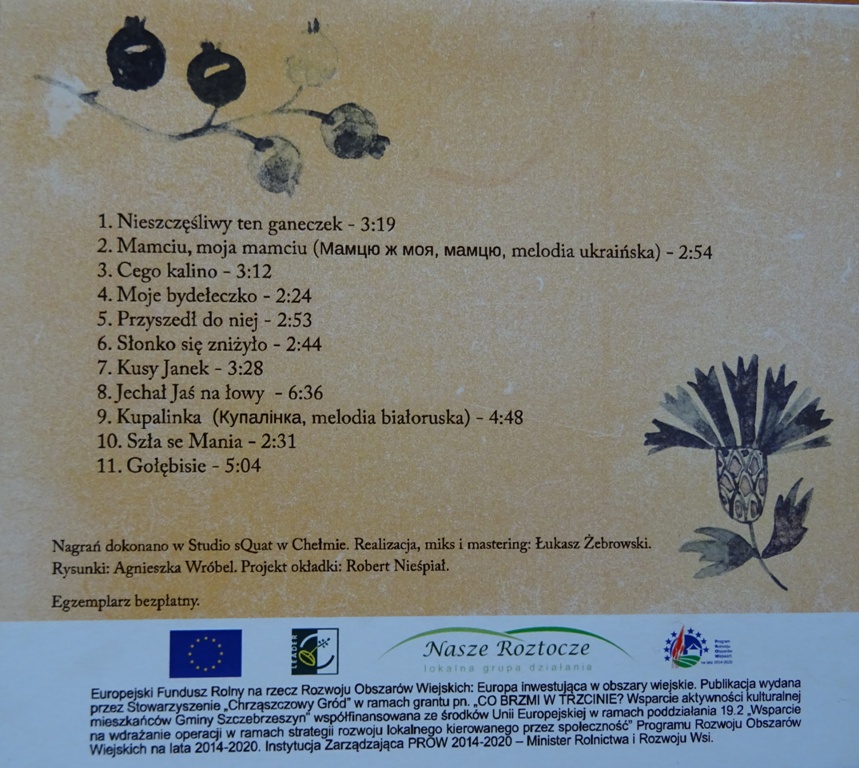 1. Nieszczęśliwy ten ganeczek - 3:19
2. Mamciu, moja mamciu (Мамцю ж моя, мамцю, melodia ukraińska) - 2:54
3. Cego kalino - 3:12
4. Moje bydełeczko - 2:24
5. Przyszedł do niej - 2:53
6. Słonko się zniżyło - 2:44
7. Kusy Janek - 3:28
8. Jechał Jaś na łowy - 6:36
9. Kupalinka (Купалінка, melodia białoruska) - 4:48
10. Szła se Mania - 2:31
11. Gołębisie - 5:04
Nagrań dokonano w Studio sQuat w Chełmie. Realizacja, miks i mastering: Łukasz Żebrowski.
Rysunki: Agnieszka Wróbel. Projekt okładki: Robert Nieśpiał.
Egzemplarz bezpłatny.
LEADER
Nasze Roztocze
lokalna grupa działania
Program
Rozwoju
Obszarów
Wiejskich
Europejski Fundusz Rolny na rzecz Rozwoju Obszarów Wiejskich: Europa inwestująca w obszary wiejskie. Publikacja wydana
przez Stowarzyszenie „Chrząszczowy Gród” w ramach grantu pn. „CO BRZMI W TRZCINIE? Wsparcie aktywności kulturalnej
mieszkańców Gminy Szczebrzeszyn” współfinansowana ze środków Unii Europejskiej w ramach poddziałania 19.2 „Wsparcie
na wdrażanie operacji w ramach strategii rozwoju lokalnego kierowanego przez społeczność” Programu Rozwoju Obszarów
Wiejskich na lata 2014-2020. Instytucja Zarządzająca PROW 2014-2020 – Minister Rolnictwa i Rozwoju Wsi.